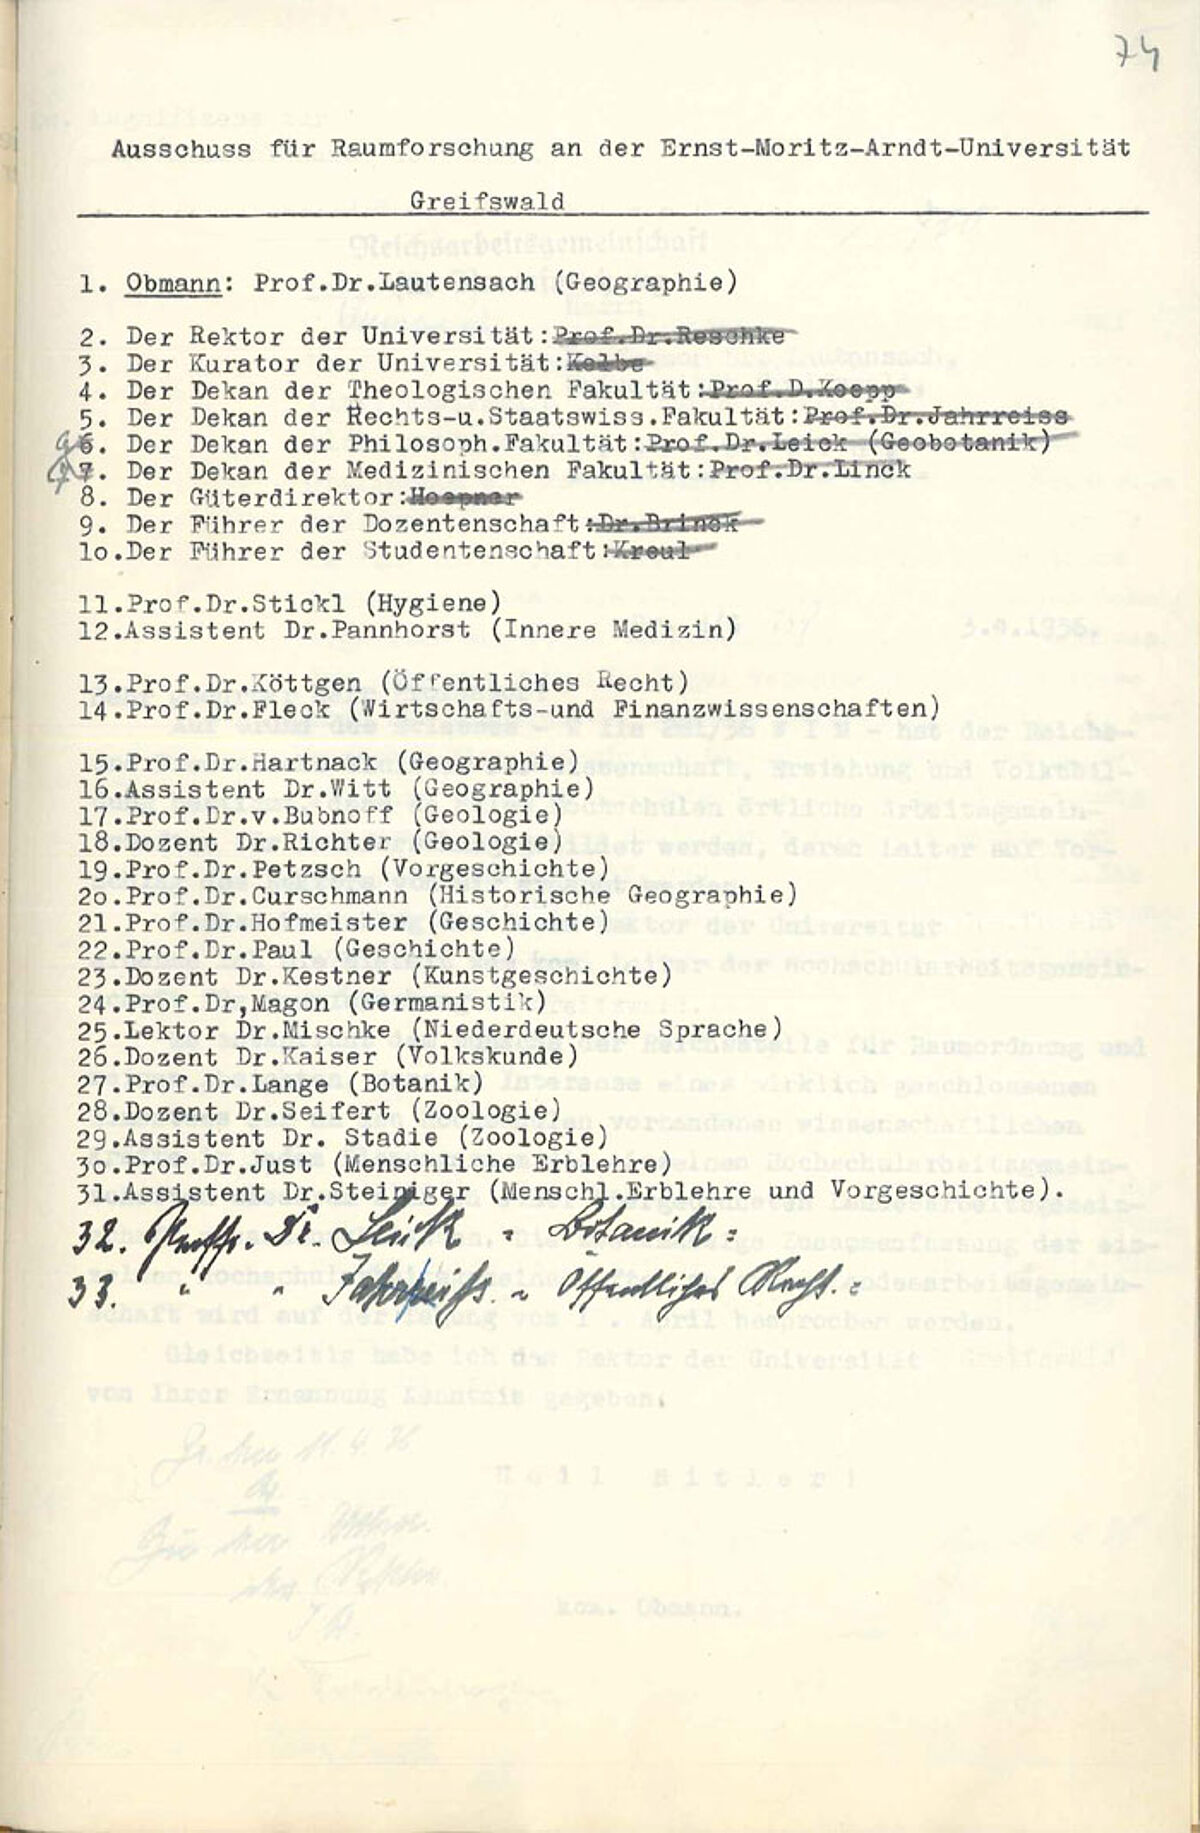 74
Ausschuss für Raumforschung an der Ernst-Moritz-Arndt-Universität
Greifswald
1. Obmann: Prof.Dr.Lautensach (Geographie)
2. Der Rektor der Universität:Prof.Dr.Reschke
3. Der Kurator der Universität:Kolbe
4. Der Dekan der Theologischen Fakultät:Prof.D.Koepp
5. Der Dekan der Rechts-u.Staatswiss.Fakultät:Prof.Dr.Jahrreiss
6. Der Dekan der Philosoph.Fakultät:Prof.Dr.Leick (Geobotanik)
7. Der Dekan der Medizinischen Fakultät:Prof.Dr.Linck
8. Der Güterdirektor:Hoepner
9. Der Führer der Dozentenschaft:Dr.Brinck
lo.Der Führer der Studentenschaft:Kreul
11.Prof.Dr.Stickl (Hygiene)
12.Assistent Dr.Pannhorst (Innere Medizin)
13.Prof.Dr.Köttgen (Öffentliches Recht)
14.Prof.Dr.Fleck (Wirtschafts-und Finanzwissenschaften)
15.Prof.Dr.Hartnack (Geographie)
16.Assistent Dr.Witt (Geographie)
17.Prof.Dr.v.Bubnoff (Geologie)
18.Dozent Dr.Richter (Geologie)
19.Prof.Dr.Petzsch (Vorgeschichte)
2o.Prof.Dr.Curschmann (Historische Geographie)
21.Prof.Dr.Hofmeister (Geschichte)
22.Prof.Dr.Paul (Geschichte)
23.Dozent Dr.Kestner (Kunstgeschichte)
24.Prof.Dr,Magon (Germanistik)
25.Lektor Dr.Mischke (Niederdeutsche Sprache)
26.Dozent Dr.Kaiser (Volkskunde)
27.Prof.Dr.Lange (Botanik)
28.Dozent Dr.Seifert (Zoologie)
29.Assistent Dr. Stadie (Zoologie)
3o.Prof.Dr.Just (Menschliche Erblehre)
31.Assistent Dr.Steiniger (Menschl.Erblehre und Vorgeschichte).
32. Proffr. Dr. Leick - Botanik =
33. " " Jahrreiss. - Öffentliches Recht. =